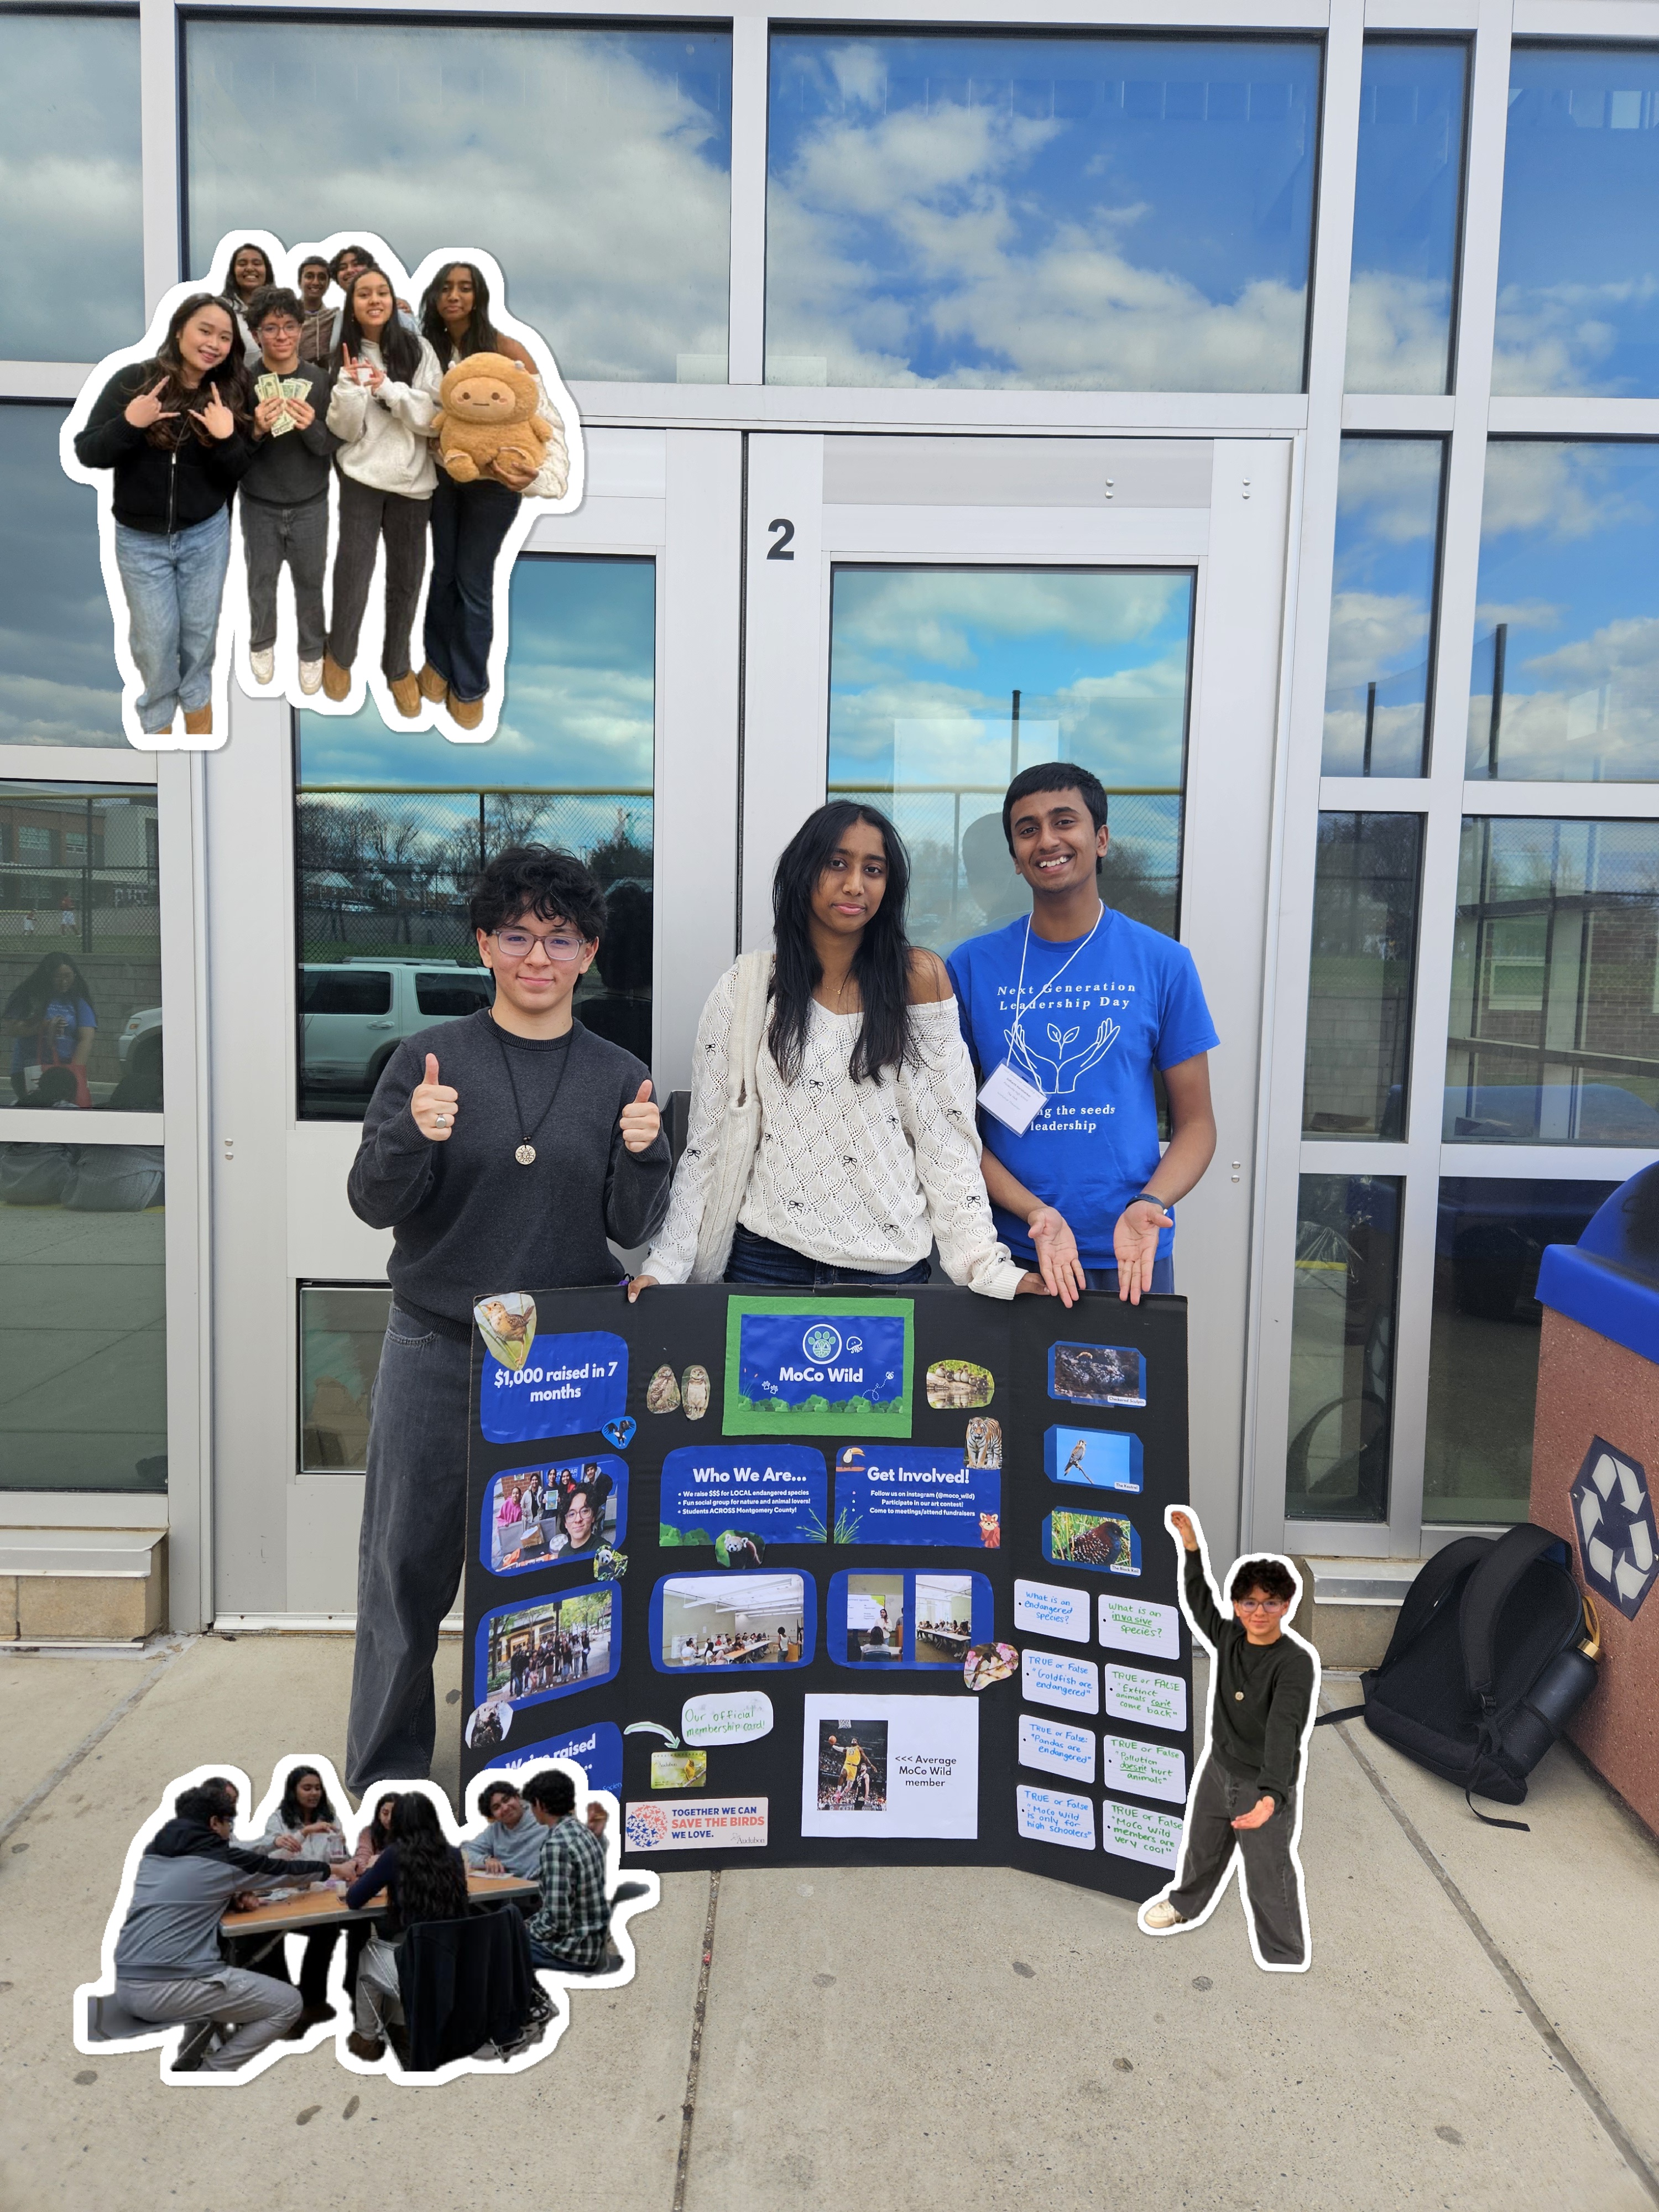 2
Next Generation
Leadership Day
ng the seeds
leadership
$1,000 raised in 7
months
MoCo Wild
Who We Are...
• We raise $$$ for LOCAL endangered species
• Fun social group for nature and animal lovers!
• Students ACROSS Montgomery County!
Get Involved!
• Follow us on instagram (@moco_wild)
• Participate in our art contest!
• Come to meetings/attend fundraisers
What is an
endangered
species?
What is an
invasive
species?
TRUE or False
"Goldfish are
endangered"
TRUE or FALSE
"Extinct
animals can
come back"
TRUE or False:
"Pandas are
endangered"
TRUE or False
"Pollution
doesn't hurt
animals"
TRUE or False
"MoCo Wild
is only for
high schoolers"
TRUE or False
"MoCo Wild
members are
very cool"
Our official
membership card!
raised
<<< Average
MoCo Wild
member
TOGETHER WE CAN
SAVE THE BIRDS
WE LOVE.
Audubon